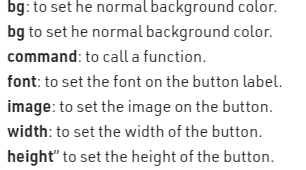 bg: to set he normal background color.
bg to set he normal background color.
command: to call a function.
font: to set the font on the button label.
image: to set the image on the button.
width: to set the width of the button.
height” to set the height of the button.